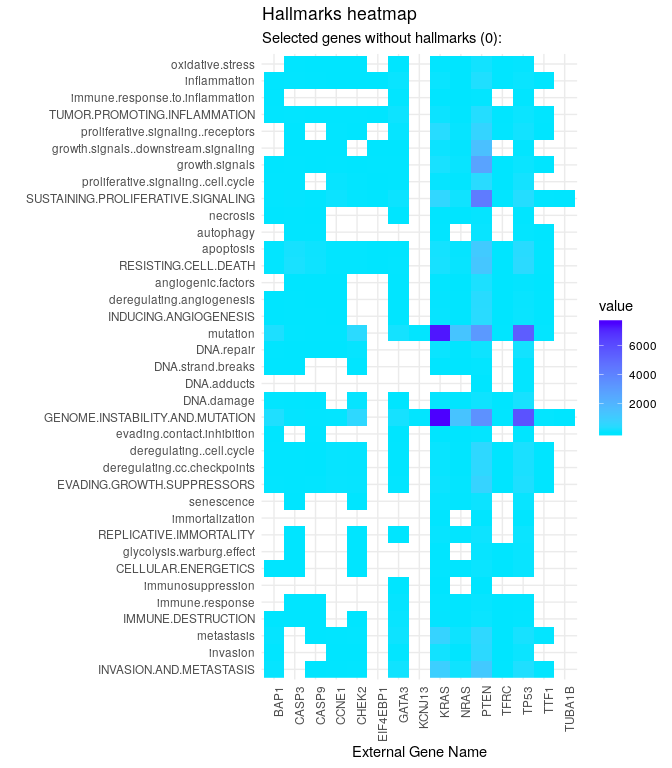 Hallmarks heatmap
Selected genes without hallmarks (0):
oxidative.stress
inflammation
immune.response.to.inflammation
TUMOR.PROMOTING.INFLAMMATION
proliferative.signaling..receptors
growth.signals..downstream.signaling
growth.signals
proliferative.signaling..cell.cycle
SUSTAINING.PROLIFERATIVE.SIGNALING
necrosis
autophagy
apoptosis
RESISTING.CELL.DEATH
angiogenic.factors
deregulating.angiogenesis
INDUCING.ANGIOGENESIS
mutation
DNA.repair
DNA.strand.breaks
DNA.adducts
DNA.damage
GENOME.INSTABILITY.AND.MUTATION
evading.contact.inhibition
deregulating..cell.cycle
deregulating.cc.checkpoints
EVADING.GROWTH.SUPPRESSORS
senescence
immortalization
REPLICATIVE.IMMORTALITY
glycolysis.warburg.effect
CELLULAR.ENERGETICS
immunosuppression
immune.response
IMMUNE.DESTRUCTION
metastasis
invasion
INVASION.AND.METASTASIS
BAP1
CASP3
CASP9
CCNE1
CHEK2
EIF4EBP1
GATA3
KCNJ13
KRAS
NRAS
PTEN
TFRC
TP53
TTF1
TUBA1B
External Gene Name
value
6000
4000
2000